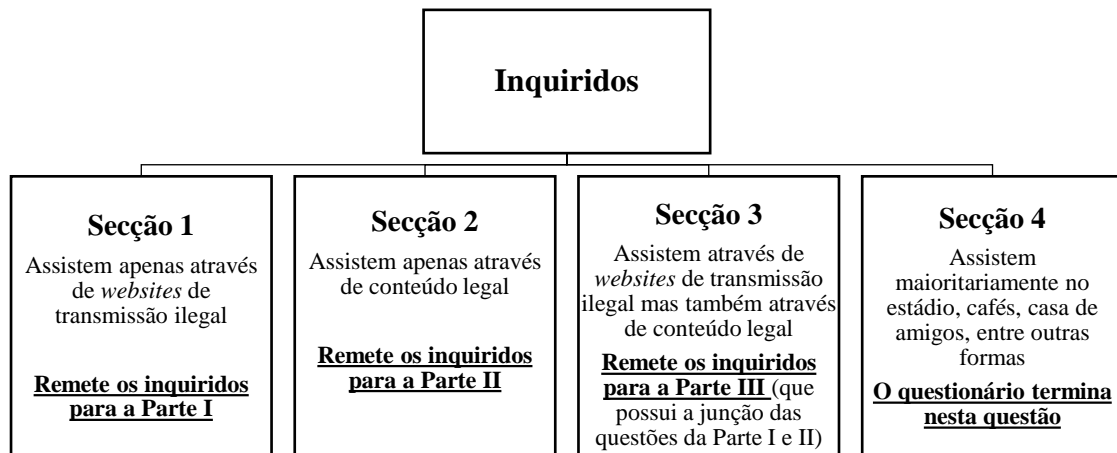 Inquiridos
Secção 1
Assistem apenas através
de websites de
transmissão ilegal
Remete os inquiridos
para a Parte I
Secção 2
Assistem apenas através
de conteúdo legal
Remete os inquiridos
para a Parte II
Secção 3
Assistem através de
websites de transmissão
ilegal mas também através
de conteúdo legal
Remete os inquiridos
para a Parte III (que
possui a junção das
questões da Parte I e II)
Secção 4
Assistem
maioritariamente no
estádio, cafés, casa de
amigos, entre outras
formas
O questionário termina
nesta questão